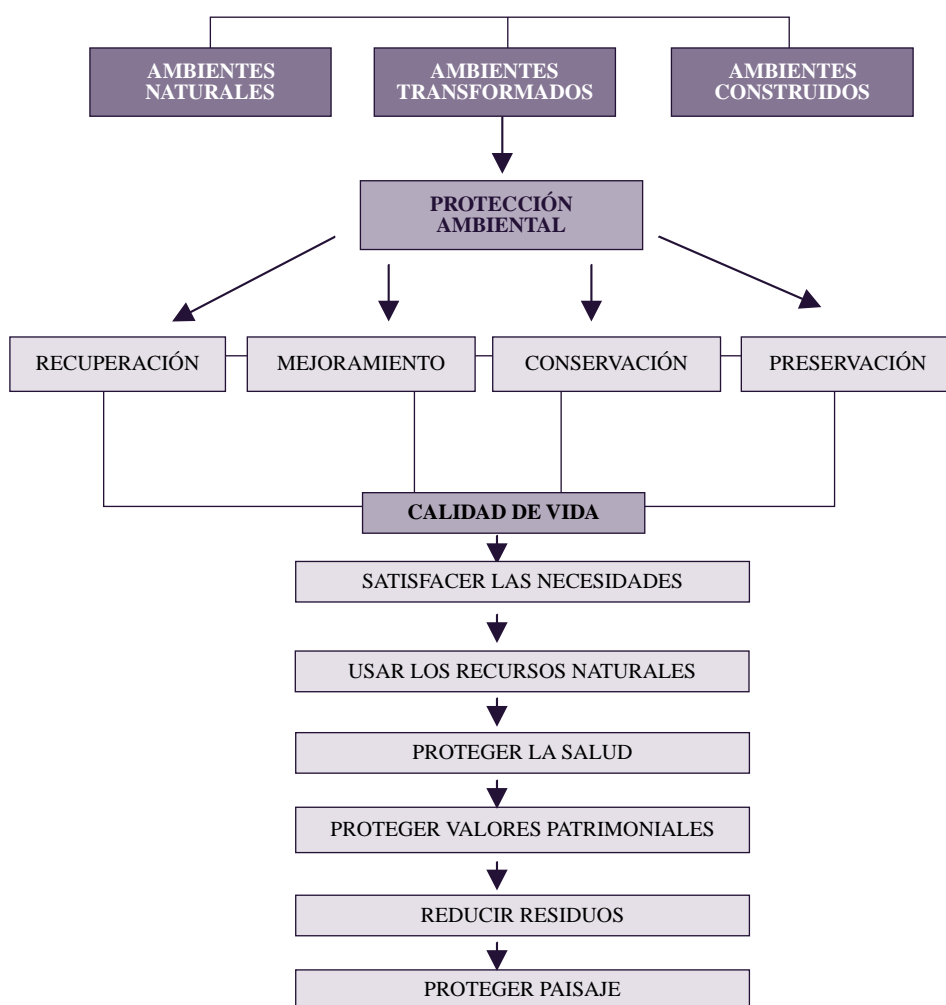 AMBIENTES
NATURALES
AMBIENTES
TRANSFORMADOS
AMBIENTES
CONSTRUIDOS
PROTECCIÓN
AMBIENTAL
RECUPERACIÓN
MEJORAMIENTO
CONSERVACIÓN
PRESERVACIÓN
CALIDAD DE VIDA
SATISFACER LAS NECESIDADES
USAR LOS RECURSOS NATURALES
PROTEGER LA SALUD
PROTEGER VALORES PATRIMONIALES
REDUCIR RESIDUOS
PROTEGER PAISAJE